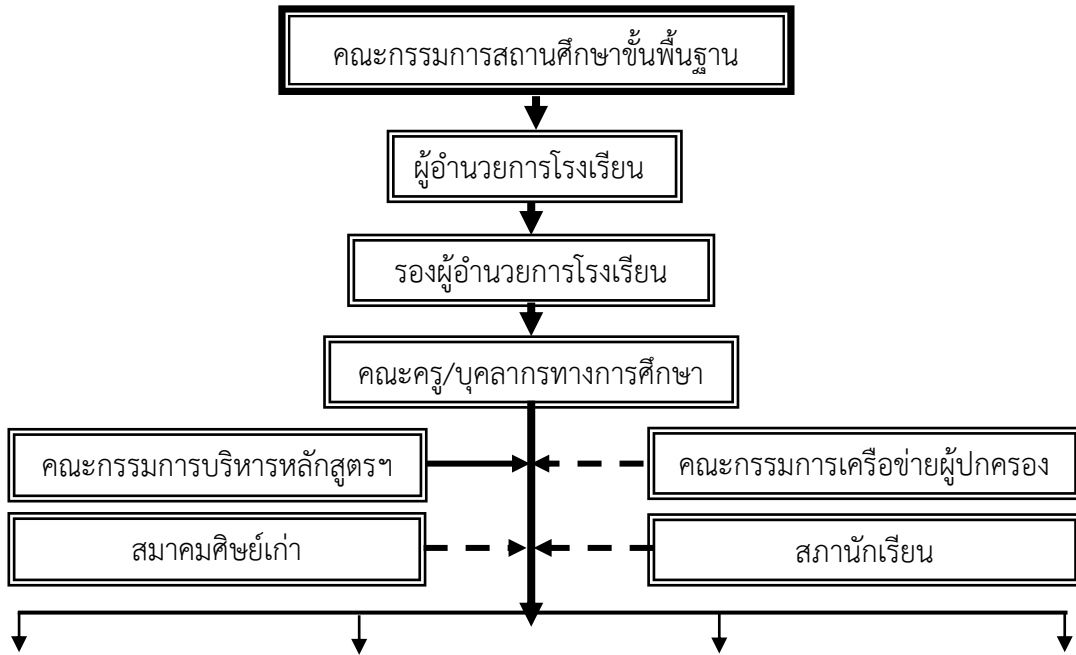 คณะกรรมการสถานศึกษาขั้นพื้นฐาน
ผู้อำนวยการโรงเรียน
รองผู้อำนวยการโรงเรียน
คณะครู/บุคลากรทางการศึกษา
คณะกรรมการบริหารหลักสูตรฯ
คณะกรรมการเครือข่ายผู้ปกครอง
สมาคมศิษย์เก่า
สภานักเรียน